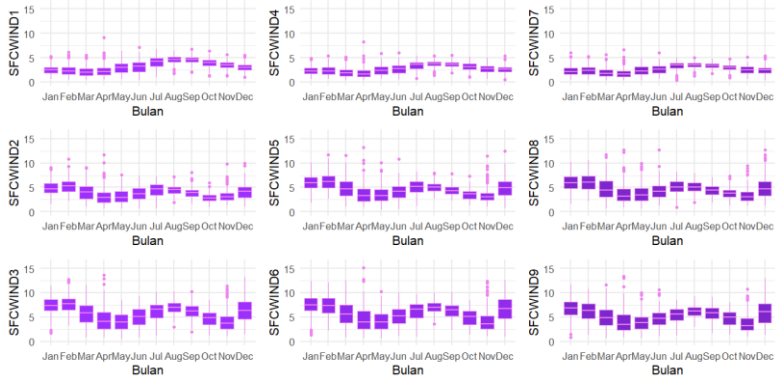 SFCWIND1
15
10
5
0
Jan Feb Mar Apr May Jun Jul Aug Sep Oct Nov Dec
Bulan
SFCWIND4
15
10
5
0
Jan Feb Mar Apr May Jun Jul Aug Sep Oct Nov Dec
Bulan
SFCWIND7
15
10
5
0
Jan Feb Mar Apr May Jun Jul Aug Sep Oct Nov Dec
Bulan
SFCWIND2
15
10
5
0
Jan Feb Mar Apr May Jun Jul Aug Sep Oct Nov Dec
Bulan
SFCWIND5
15
10
5
0
Jan Feb Mar Apr May Jun Jul Aug Sep Oct Nov Dec
Bulan
SFCWIND8
15
10
5
0
Jan Feb Mar Apr May Jun Jul Aug Sep Oct Nov Dec
Bulan
SFCWIND3
15
10
5
0
Jan Feb Mar Apr May Jun Jul Aug Sep Oct Nov Dec
Bulan
SFCWIND6
15
10
5
0
Jan Feb Mar Apr May Jun Jul Aug Sep Oct Nov Dec
Bulan
SFCWIND9
15
10
5
0
Jan Feb Mar Apr May Jun Jul Aug Sep Oct Nov Dec
Bulan